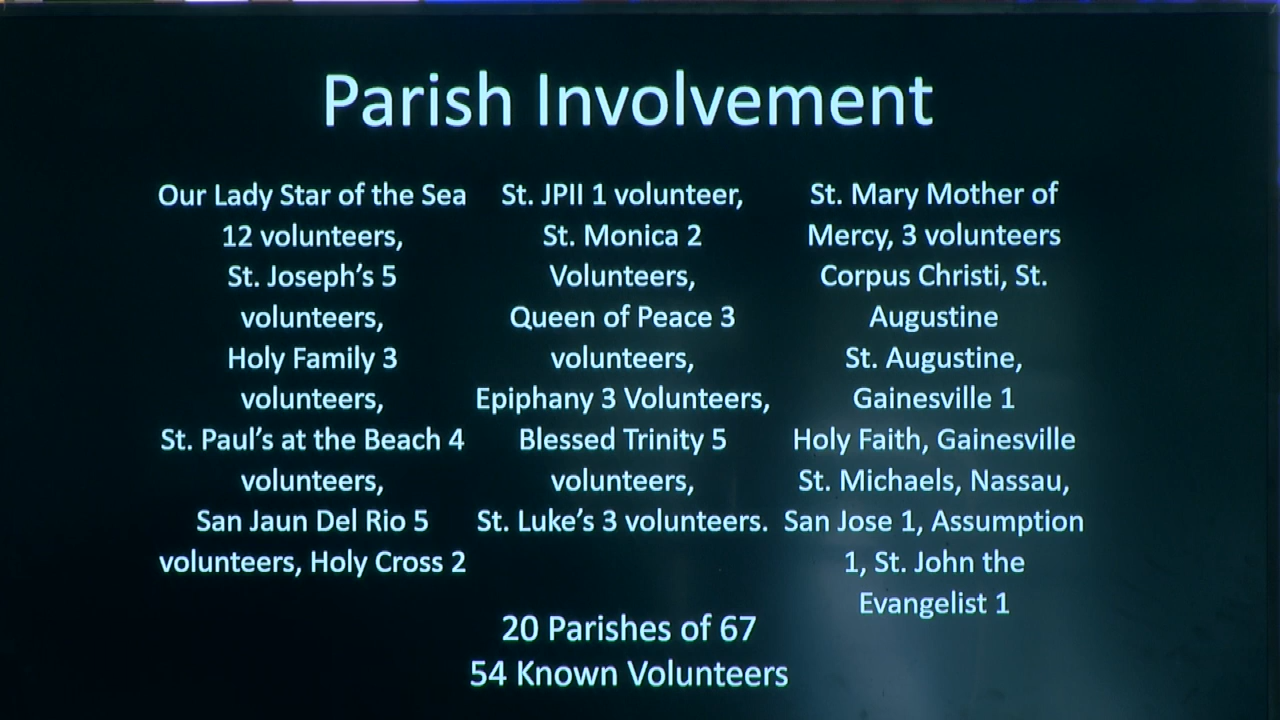 Parish Involvement
Our Lady Star of the Sea
12 volunteers,
St. Joseph's 5
volunteers,
Holy Family 3
volunteers,
St. Paul's at the Beach 4
volunteers,
San Jaun Del Rio 5
volunteers, Holy Cross 2
St. JPII 1 volunteer,
St. Monica 2
Volunteers,
Queen of Peace 3
volunteers,
Epiphany 3 Volunteers,
Blessed Trinity 5
volunteers,
St. Luke's 3 volunteers.
St. Mary Mother of
Mercy, 3 volunteers
Corpus Christi, St.
Augustine
St. Augustine,
Gainesville 1
Holy Faith, Gainesville
St. Michaels, Nassau,
San Jose 1, Assumption
1, St. John the
Evangelist 1
20 Parishes of 67
54 Known Volunteers